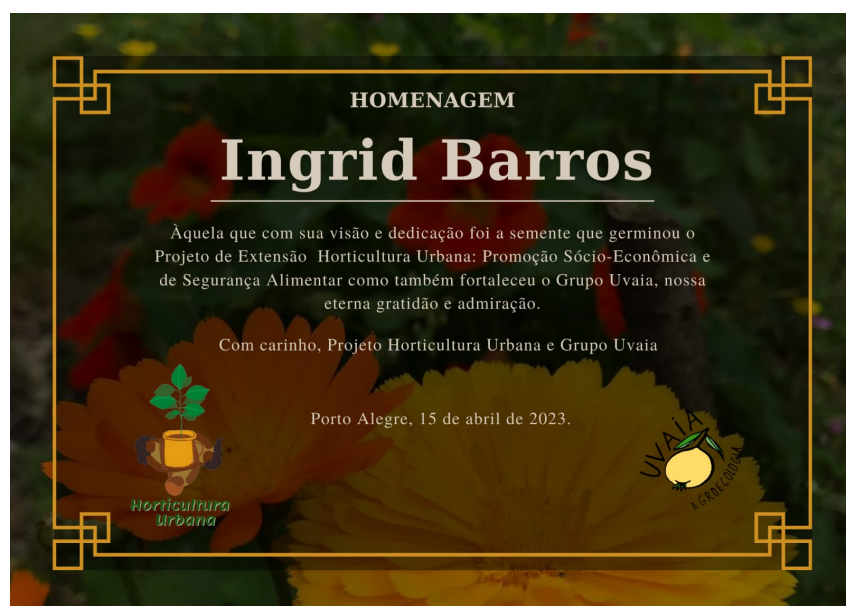 HOMENAGEM
Ingrid Barros
Àquela que com sua visão e dedicação foi a semente que germinou o
Projeto de Extensão  Horticultura Urbana: Promoção Sócio-Econômica e
de Segurança Alimentar como também fortaleceu o Grupo Uvaia, nossa
eterna gratidão e admiração.
Com carinho, Projeto Horticultura Urbana e Grupo Uvaia
Porto Alegre, 15 de abril de 2023.
Horticultura
Urbana
UVAiA
AGROECOLOGIA